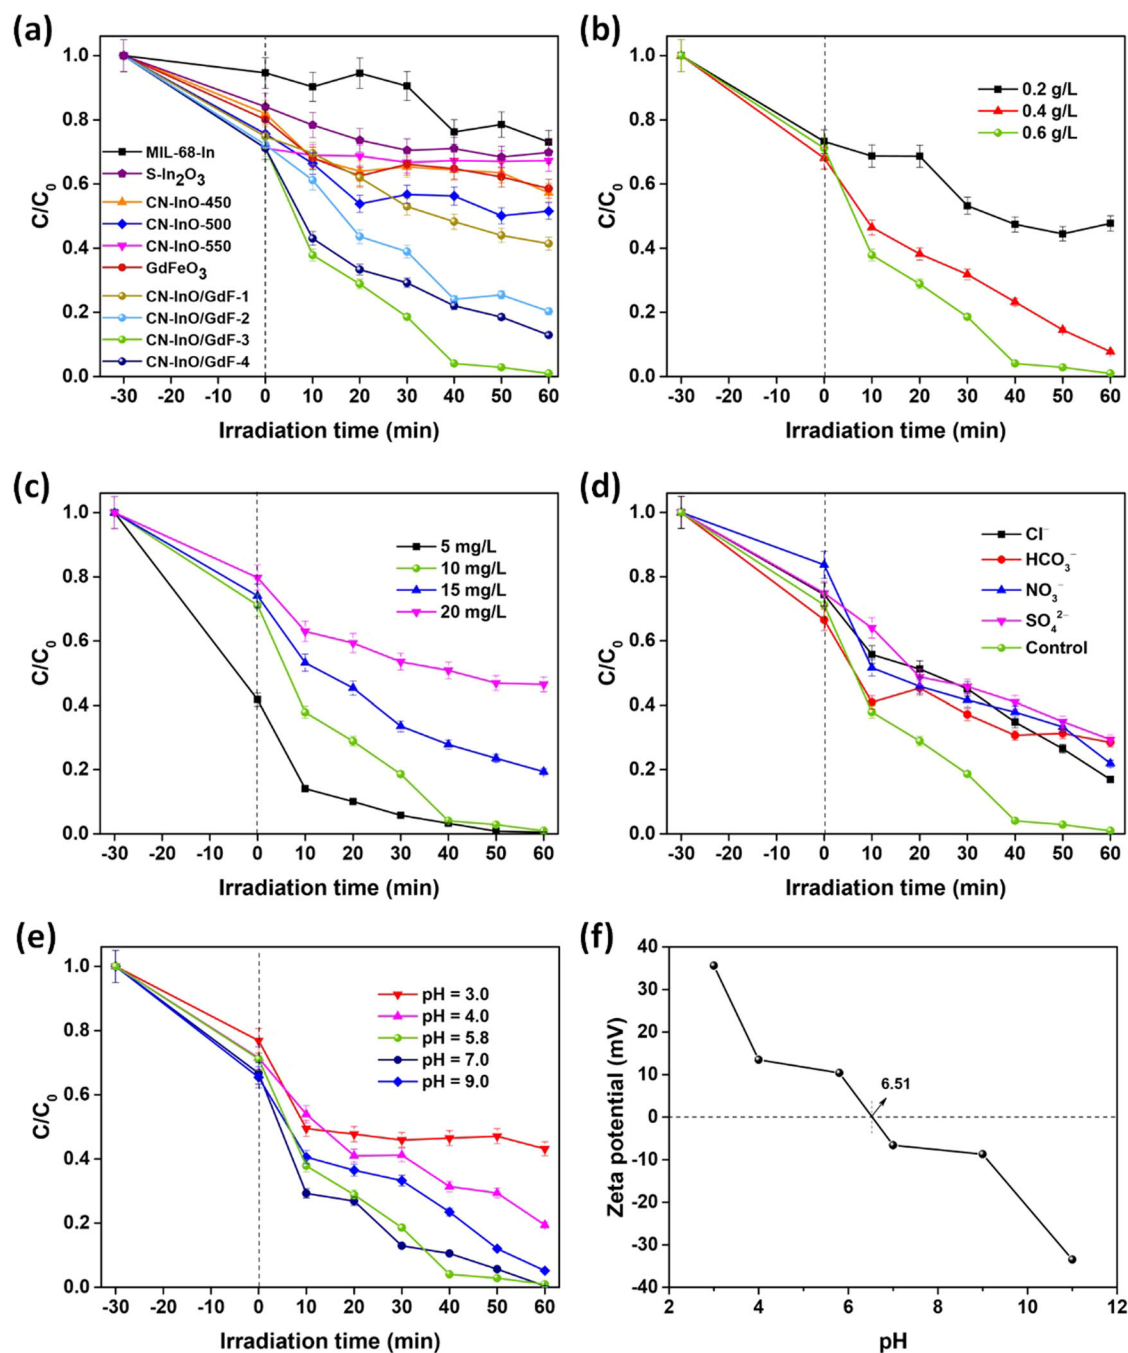 (a)
1.0
0.8
0.6
0.4
0.2
0.0
C/C₀
MIL-68-In
S-In₂O₃
CN-InO-450
CN-InO-500
CN-InO-550
GdFeO₃
CN-InO/GdF-1
CN-InO/GdF-2
CN-InO/GdF-3
CN-InO/GdF-4
-30 -20 -10 0 10 20 30 40 50 60
Irradiation time (min)
(b)
1.0
0.8
0.6
0.4
0.2
0.0
C/C₀
0.2 g/L
0.4 g/L
0.6 g/L
-30 -20 -10 0 10 20 30 40 50 60
Irradiation time (min)
(c)
1.0
0.8
0.6
0.4
0.2
0.0
C/C₀
5 mg/L
10 mg/L
15 mg/L
20 mg/L
-30 -20 -10 0 10 20 30 40 50 60
Irradiation time (min)
(d)
1.0
0.8
0.6
0.4
0.2
0.0
C/C₀
Cl⁻
HCO₃⁻
NO₃⁻
SO₄²⁻
Control
-30 -20 -10 0 10 20 30 40 50 60
Irradiation time (min)
(e)
1.0
0.8
0.6
0.4
0.2
0.0
C/C₀
pH = 3.0
pH = 4.0
pH = 5.8
pH = 7.0
pH = 9.0
-30 -20 -10 0 10 20 30 40 50 60
Irradiation time (min)
(f)
40
30
20
10
0
-10
-20
-30
-40
Zeta potential (mV)
6.51
2 4 6 8 10 12
pH